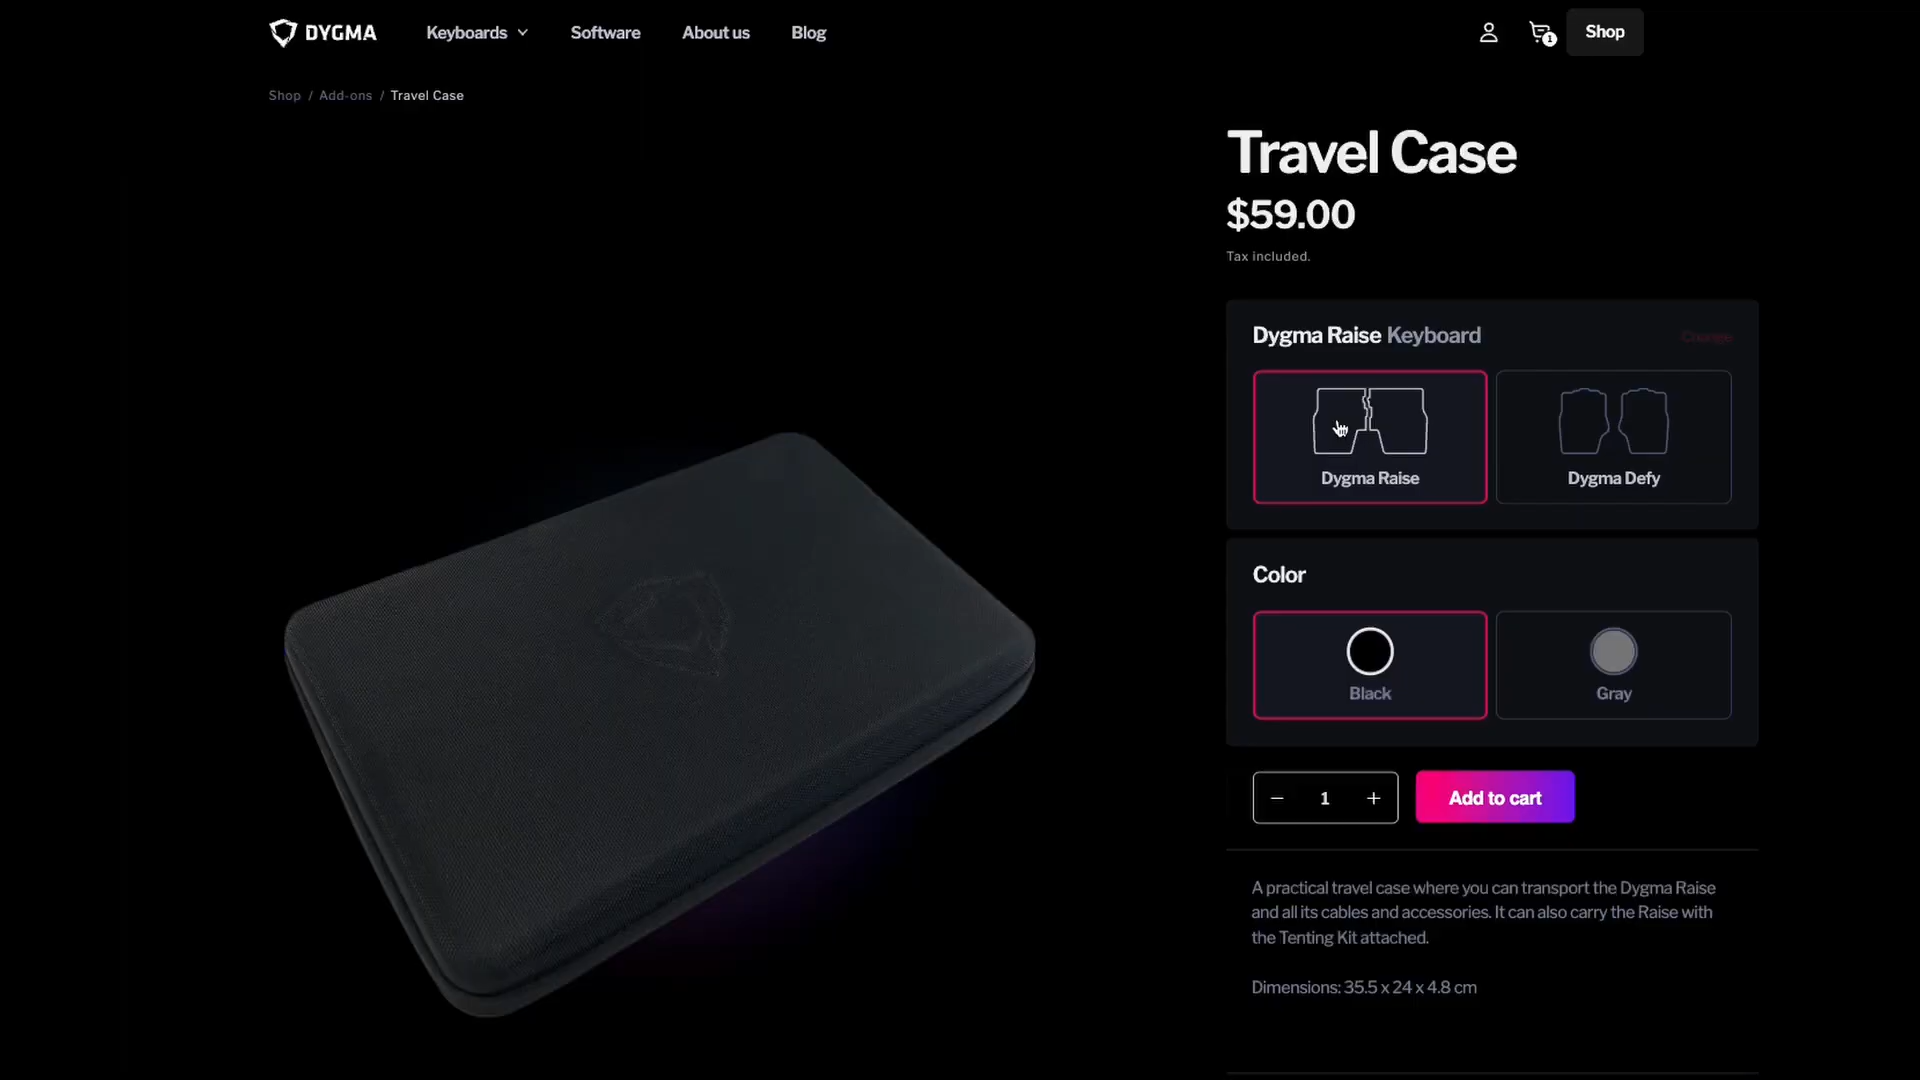 DYGMA
Keyboards
Software
About us
Blog
1
Shop
Shop / Add-ons / Travel Case
Travel Case
$59.00
Tax included.
Dygma Raise Keyboard
Change
Dygma Raise
Dygma Defy
Color
Black
Gray
− 1 +
Add to cart
A practical travel case where you can transport the Dygma Raise
and all its cables and accessories. It can also carry the Raise with
the Tenting Kit attached.
Dimensions: 35.5 x 24 x 4.8 cm